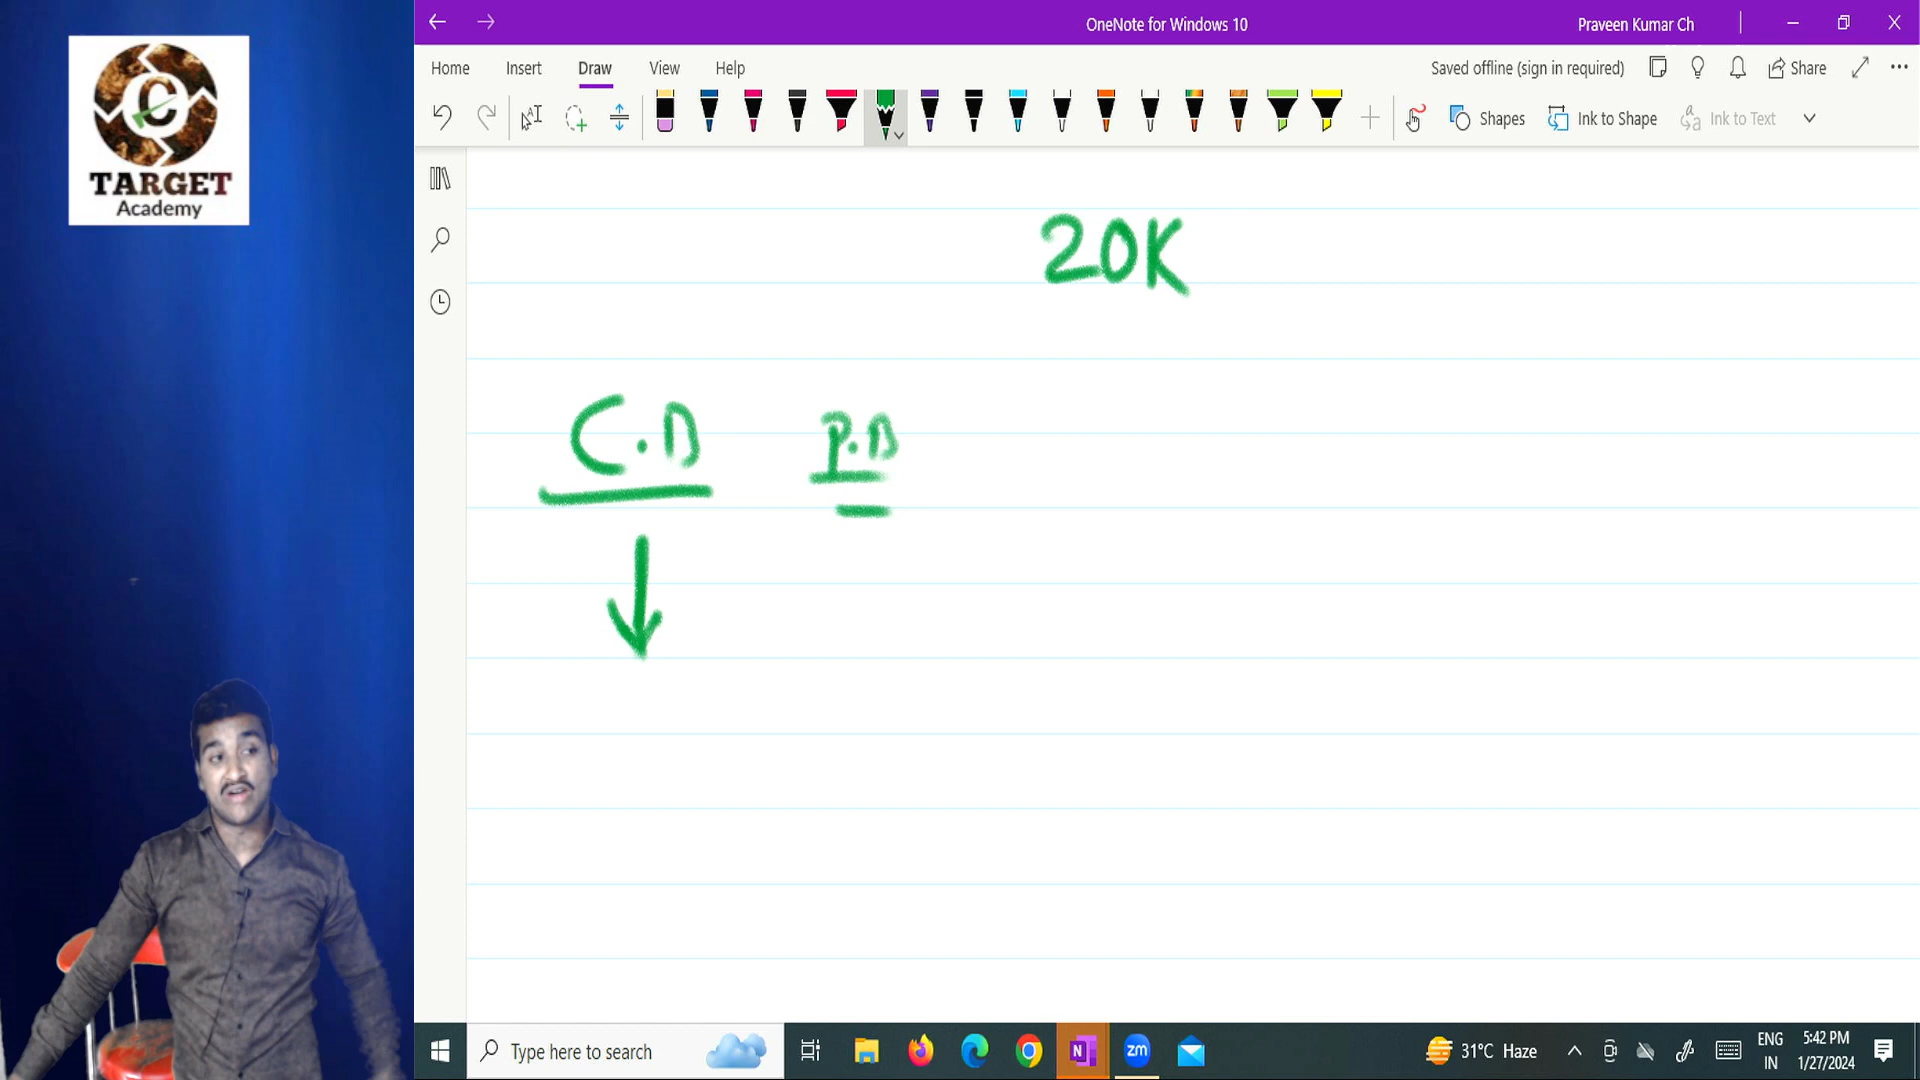 TARGET
Academy
OneNote for Windows 10
Praveen Kumar Ch
Home Insert Draw View Help
Saved offline (sign in required)
Share
Shapes
Ink to Shape
Ink to Text
20K
C.D P.D
Type here to search
zm
N
31°C Haze
ENG
IN
5:42 PM
1/27/2024